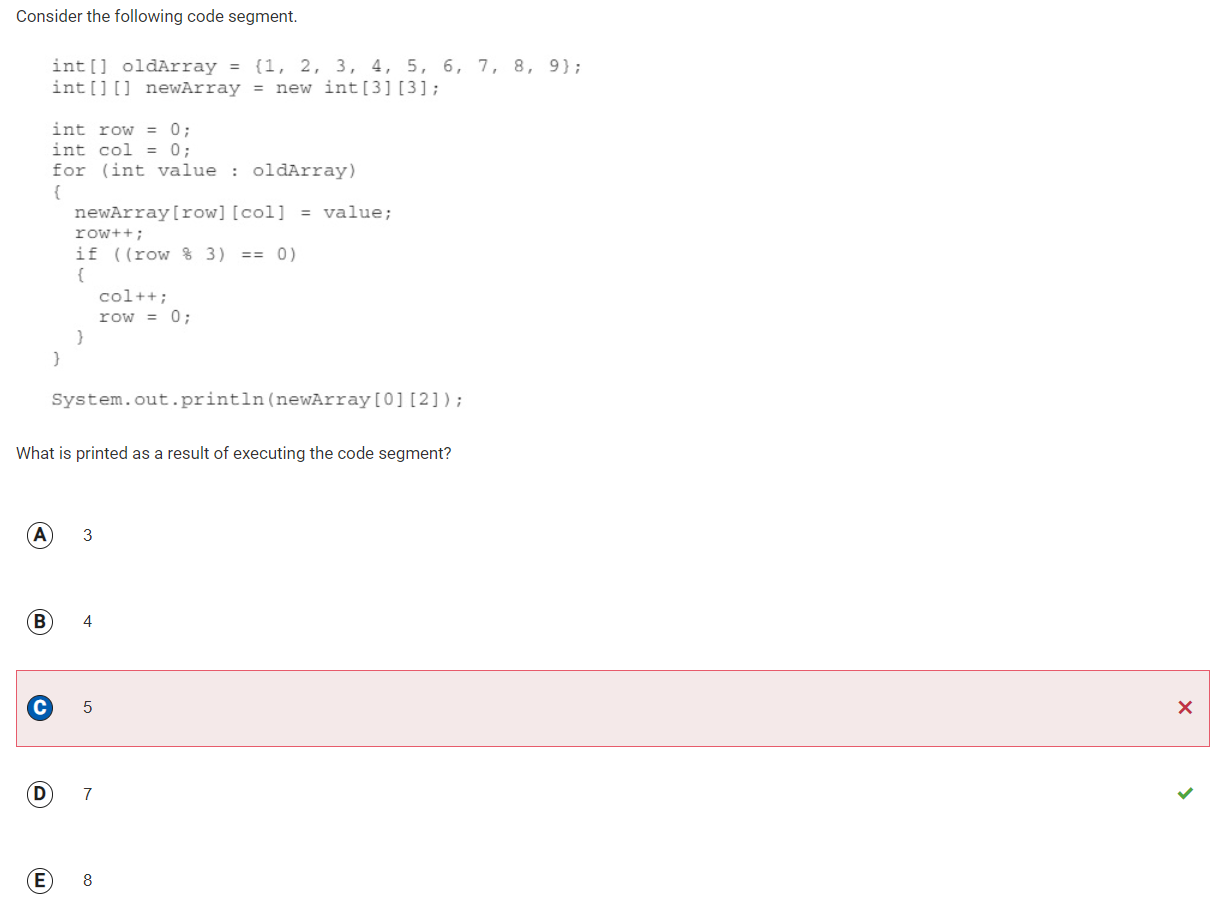 Consider the following code segment.
int[] oldArray = {1, 2, 3, 4, 5, 6, 7, 8, 9};
int[][] newArray = new int[3][3];
int row = 0;
int col = 0;
for (int value : oldArray)
{
newArray[row][col] = value;
row++;
if ((row % 3) == 0)
{
col++;
row = 0;
}
}
System.out.println(newArray[0][2]);
What is printed as a result of executing the code segment?
A 3
B 4
C 5
D 7
E 8